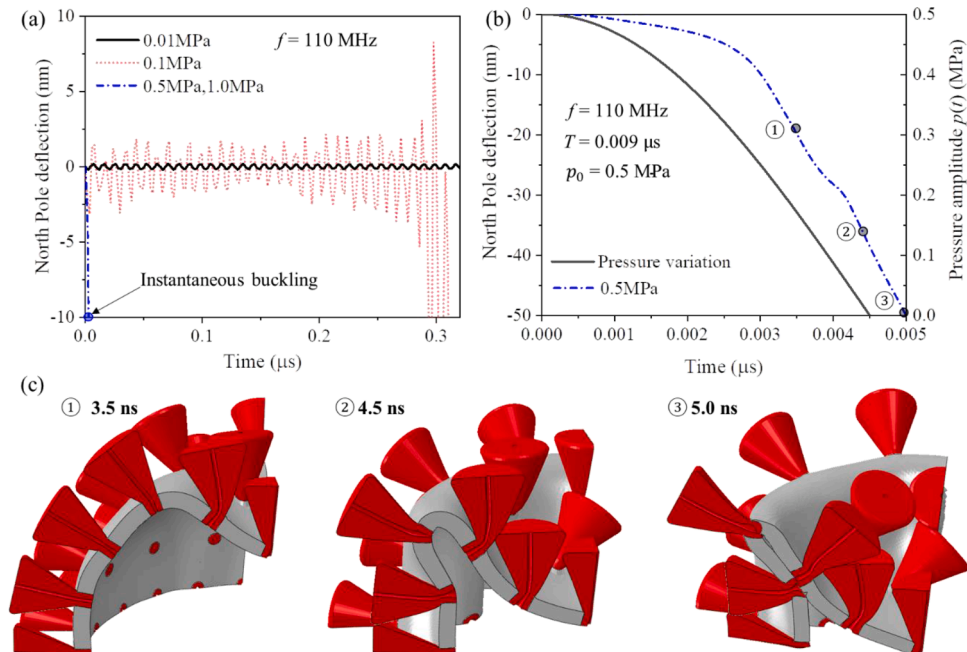 (a)
10
5
0
-5
-10
North Pole deflection (nm)
0.01MPa
0.1MPa
0.5MPa,1.0MPa
f = 110 MHz
Instantaneous buckling
0.0
0.1
0.2
0.3
Time (μs)
(b)
0
-10
-20
-30
-40
-50
North Pole deflection (nm)
f = 110 MHz
T = 0.009 μs
p0 = 0.5 MPa
①
②
③
Pressure variation
0.5MPa
0.5
0.4
0.3
0.2
0.1
0.0
Pressure amplitude p(t) (MPa)
0.000
0.001
0.002
0.003
0.004
0.005
Time (μs)
(c)
① 3.5 ns
② 4.5 ns
③ 5.0 ns